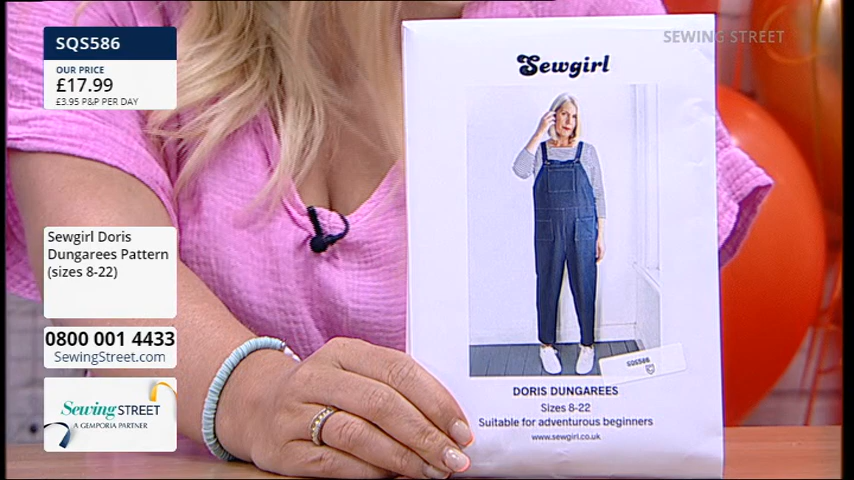 SQS586
OUR PRICE
£17.99
£3.95 P&P PER DAY
Sewgirl Doris
Dungarees Pattern
(sizes 8-22)
0800 001 4433
SewingStreet.com
Sewing STREET
A GEMPORIA PARTNER
SEWING STREET
Sewgirl
SQS586
DORIS DUNGAREES
Sizes 8-22
Suitable for adventurous beginners
www.sewgirl.co.uk